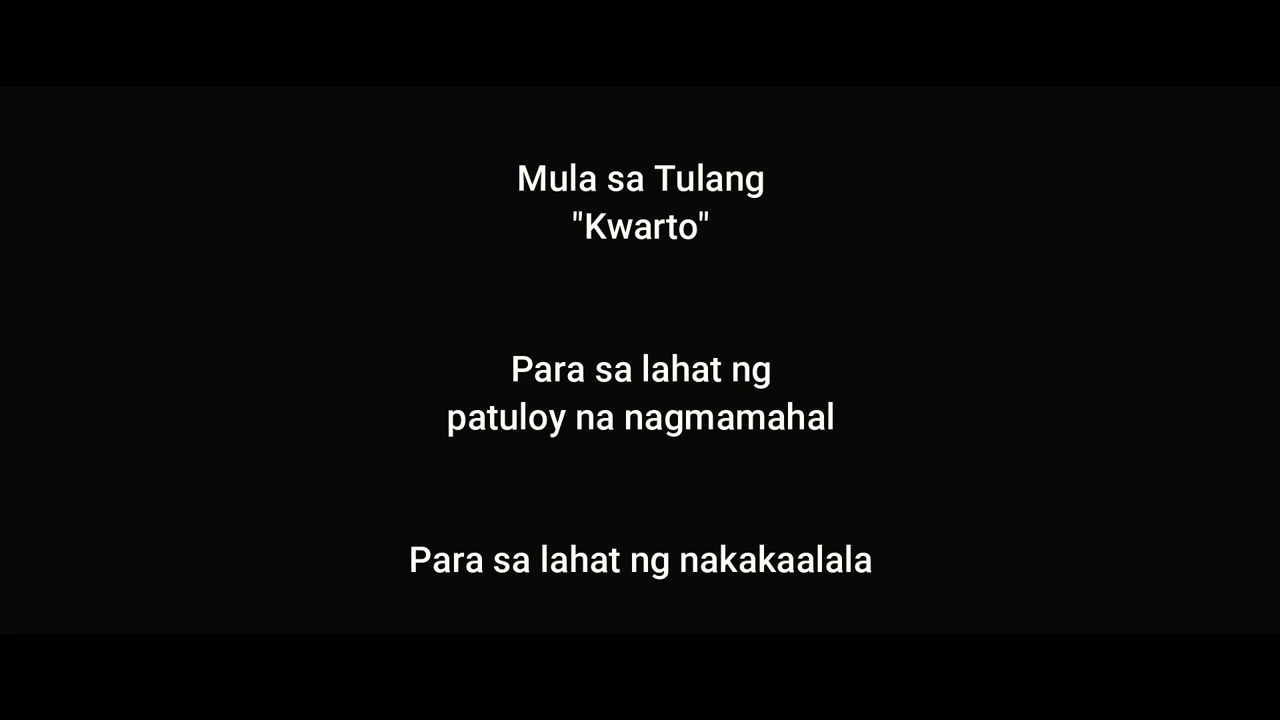 Mula sa Tulang
"Kwarto"
Para sa lahat ng
patuloy na nagmamahal
Para sa lahat ng nakakaalala